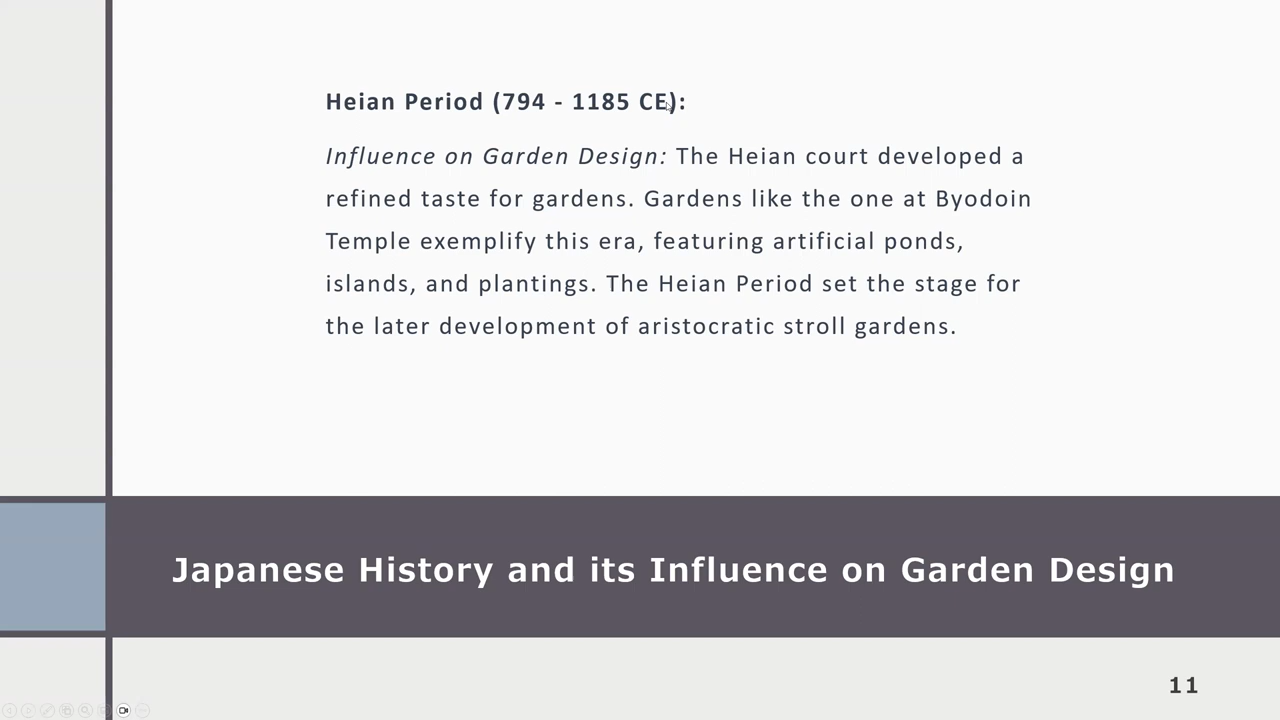 Heian Period (794 - 1185 CE):
Influence on Garden Design: The Heian court developed a
refined taste for gardens. Gardens like the one at Byodoin
Temple exemplify this era, featuring artificial ponds,
islands, and plantings. The Heian Period set the stage for
the later development of aristocratic stroll gardens.
Japanese History and its Influence on Garden Design
11